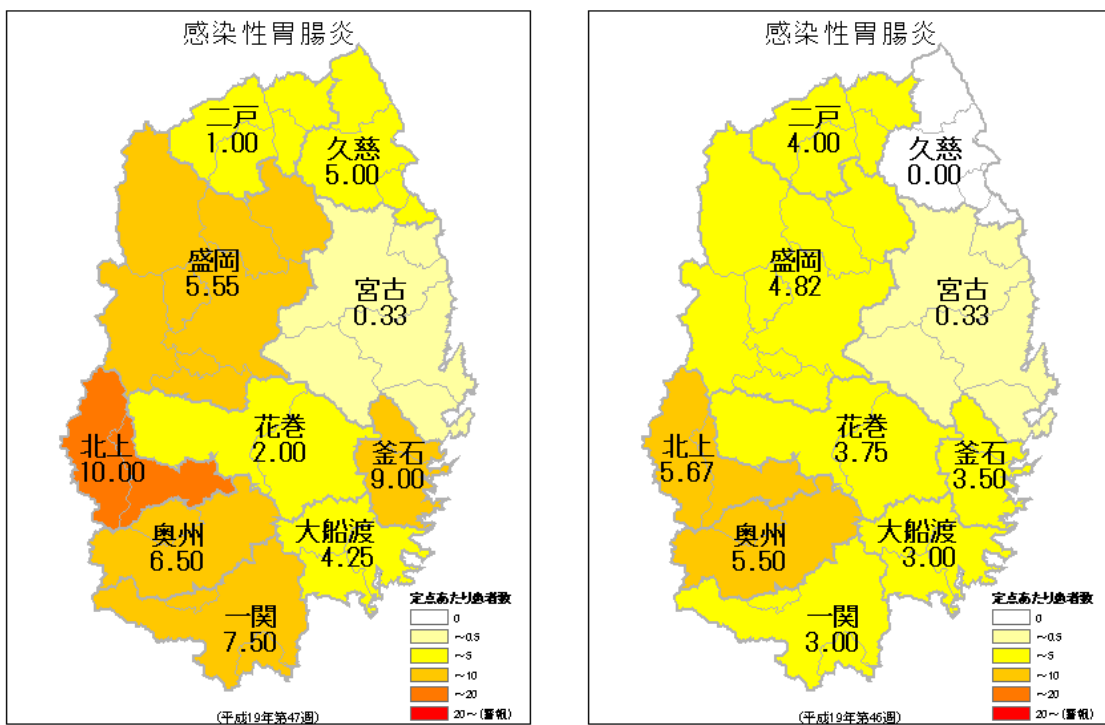 感染性胃腸炎
二戸
1.00
久慈
5.00
盛岡
5.55
宮古
0.33
北上
10.00
花巻
2.00
釜石
9.00
奥州
6.50
大船渡
4.25
一関
7.50
定点あたり患者数
0
～0.5
～5
～10
～20
20～(警報)
(平成19年第47週)
感染性胃腸炎
二戸
4.00
久慈
0.00
盛岡
4.82
宮古
0.33
北上
5.67
花巻
3.75
釜石
3.50
奥州
5.50
大船渡
3.00
一関
3.00
定点あたり患者数
0
～0.5
～5
～10
～20
20～(警報)
(平成19年第46週)